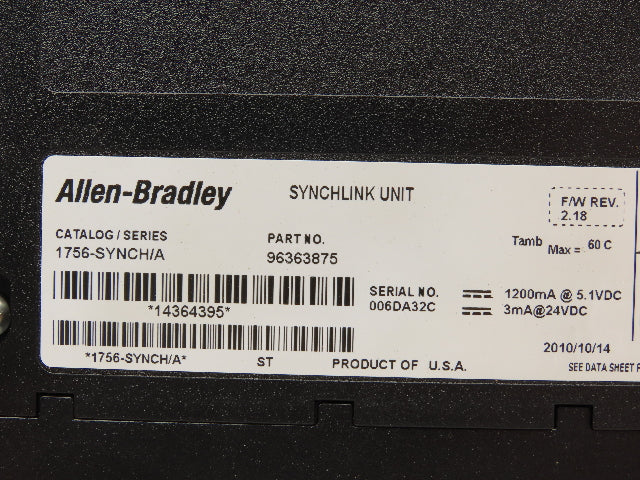 Allen-Bradley
SYNCHLINK UNIT
F/W REV.
2.18
CATALOG / SERIES
1756-SYNCH/A
PART NO.
96363875
Tamb Max = 60 C
*14364395*
SERIAL NO.
006DA32C
1200mA @ 5.1VDC
3mA@24VDC
*1756-SYNCH/A*
ST
PRODUCT OF U.S.A.
2010/10/14
SEE DATA SHEET